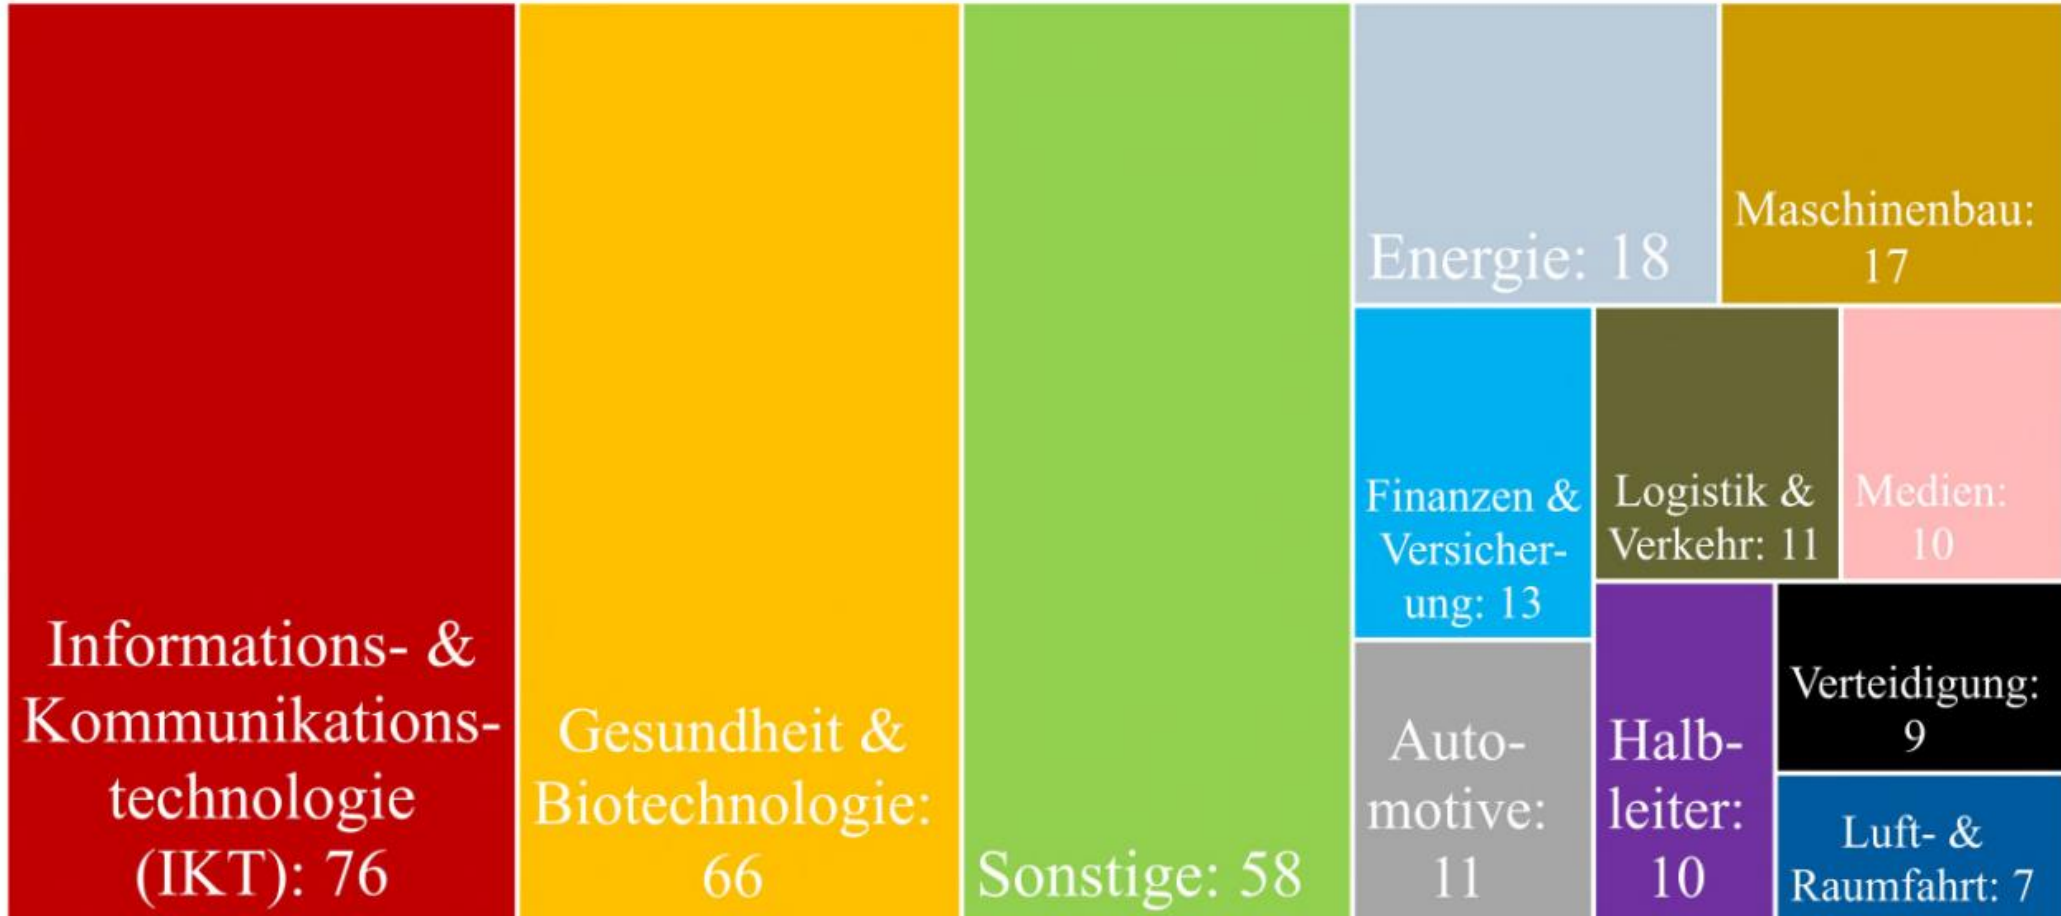 Informations- &
Kommunikations-
technologie
(IKT): 76
Gesundheit &
Biotechnologie:
66
Sonstige: 58
Energie: 18
Maschinenbau:
17
Finanzen &
Versicher-
ung: 13
Logistik &
Verkehr: 11
Medien:
10
Auto-
motive:
11
Halb-
leiter:
10
Verteidigung:
9
Luft- &
Raumfahrt: 7